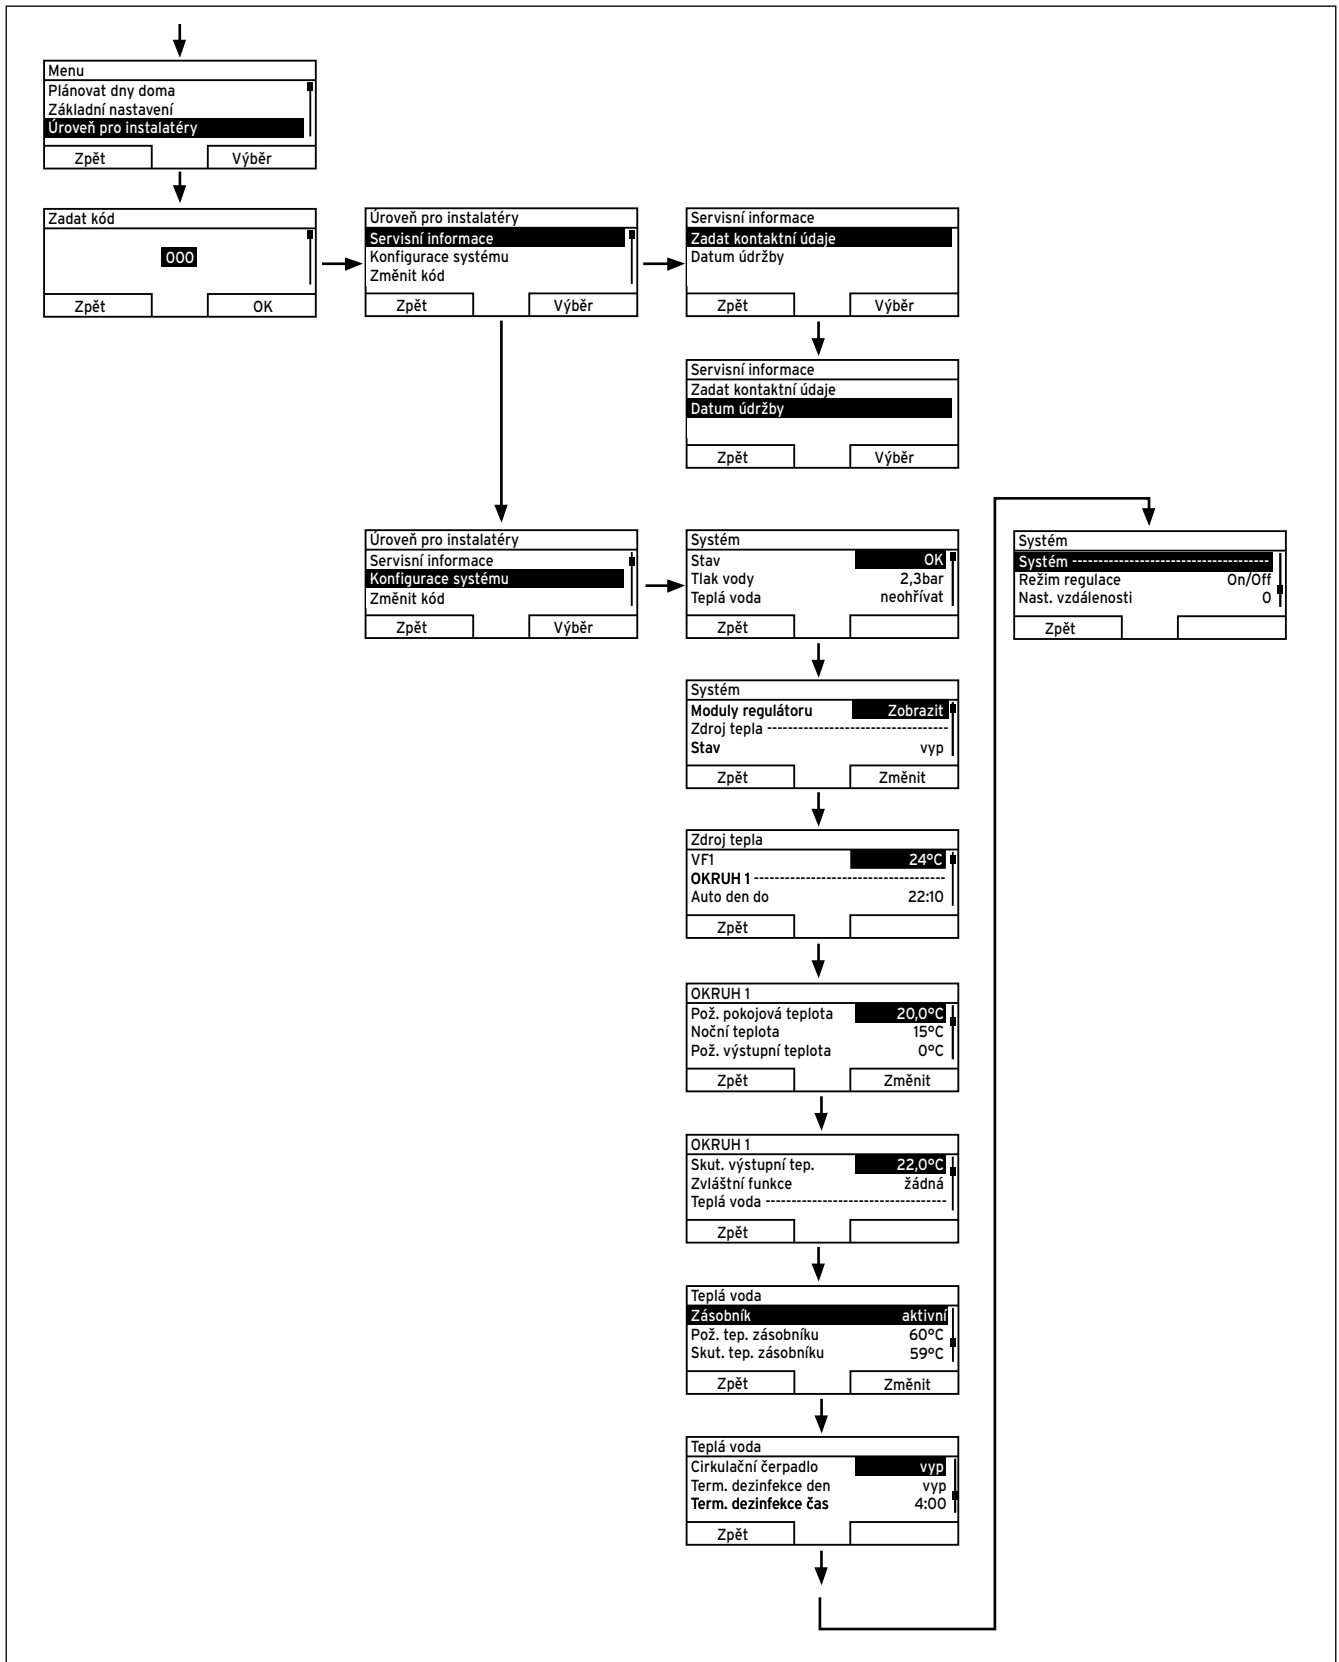 Menu
Plánovat dny doma
Základní nastavení
Úroveň pro instalatéry
Zpět Výběr
Zadat kód
000
Zpět OK
Úroveň pro instalatéry
Servisní informace
Konfigurace systému
Změnit kód
Zpět Výběr
Servisní informace
Zadat kontaktní údaje
Datum údržby
Zpět Výběr
Servisní informace
Zadat kontaktní údaje
Datum údržby
Zpět Výběr
Úroveň pro instalatéry
Servisní informace
Konfigurace systému
Změnit kód
Zpět Výběr
Systém
Stav OK
Tlak vody 2,3bar
Teplá voda neohřívat
Zpět
Systém
Moduly regulátoru Zobrazit
Zdroj tepla -----------------------------------
Stav vyp
Zpět Změnit
Zdroj tepla
VF1 24°C
OKRUH 1 -------------------------------------
Auto den do 22:10
Zpět
OKRUH 1
Pož. pokojová teplota 20,0°C
Noční teplota 15°C
Pož. výstupní teplota 0°C
Zpět Změnit
OKRUH 1
Skut. výstupní tep. 22,0°C
Zvláštní funkce žádná
Teplá voda -----------------------------------
Zpět
Teplá voda
Zásobník aktivní
Pož. tep. zásobníku 60°C
Skut. tep. zásobníku 59°C
Zpět Změnit
Teplá voda
Cirkulační čerpadlo vyp
Term. dezinfekce den vyp
Term. dezinfekce čas 4:00
Zpět
Systém
Systém ---------------------------------------
Režim regulace On/Off
Nast. vzdálenosti 0
Zpět